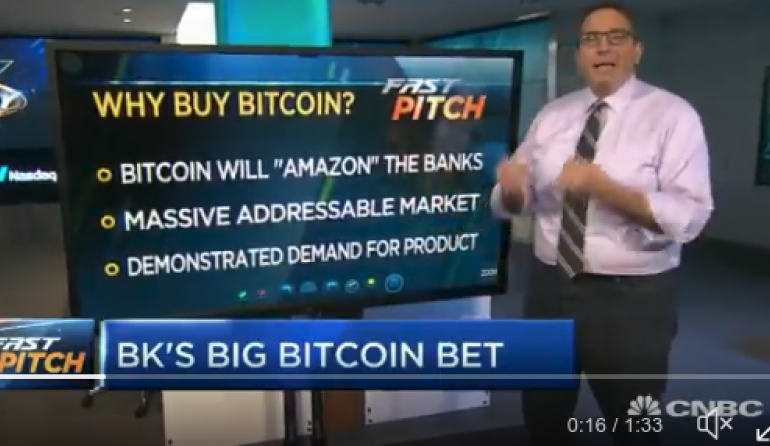 WHY BUY BITCOIN?
FAST
PITCH
BITCOIN WILL "AMAZON" THE BANKS
MASSIVE ADDRESSABLE MARKET
DEMONSTRATED DEMAND FOR PRODUCT
Nasdaq
FAST
PITCH
BK'S BIG BITCOIN BET
CNBC
0:16 / 1:33